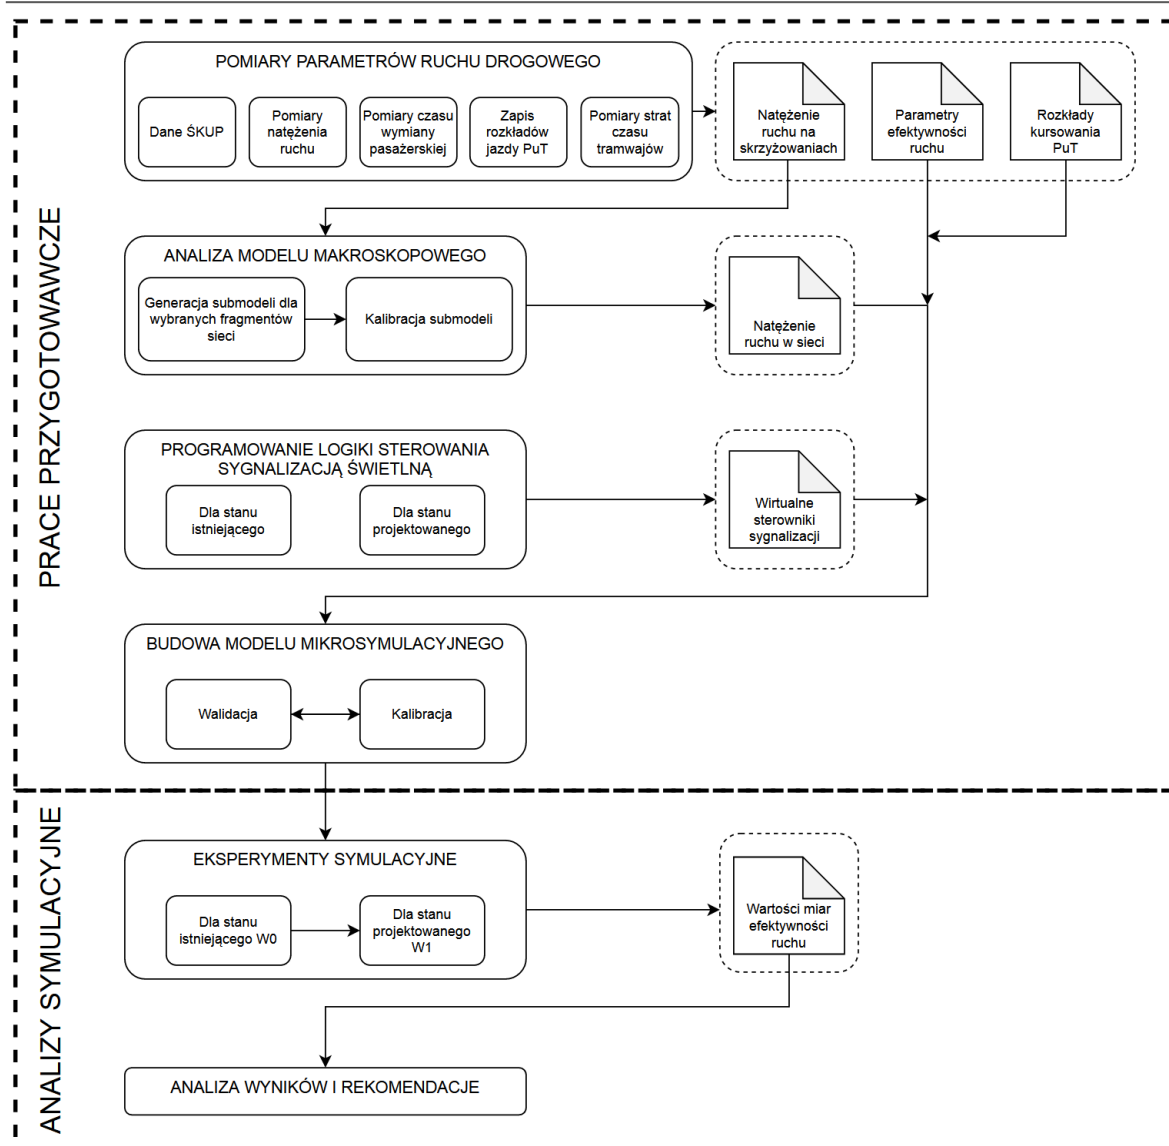 PRACE PRZYGOTOWAWCZE
POMIARY PARAMETRÓW RUCHU DROGOWEGO
Dane ŚKUP
Pomiary
natężenia
ruchu
Pomiary czasu
wymiany
pasażerskiej
Zapis
rozkładów
jazdy PuT
Pomiary strat
czasu
tramwajów
Natężenie
ruchu na
skrzyżowaniach
Parametry
efektywności
ruchu
Rozkłady
kursowania
PuT
ANALIZA MODELU MAKROSKOPOWEGO
Generacja submodeli dla
wybranych fragmentów
sieci
Kalibracja submodeli
Natężenie
ruchu w sieci
PROGRAMOWANIE LOGIKI STEROWANIA
SYGNALIZACJĄ ŚWIETLNĄ
Dla stanu
istniejącego
Dla stanu
projektowanego
Wirtualne
sterowniki
sygnalizacji
BUDOWA MODELU MIKROSYMULACYJNEGO
Walidacja
Kalibracja
ANALIZY SYMULACYJNE
EKSPERYMENTY SYMULACYJNE
Dla stanu
istniejącego W0
Dla stanu
projektowanego
W1
Wartości miar
efektywności
ruchu
ANALIZA WYNIKÓW I REKOMENDACJE